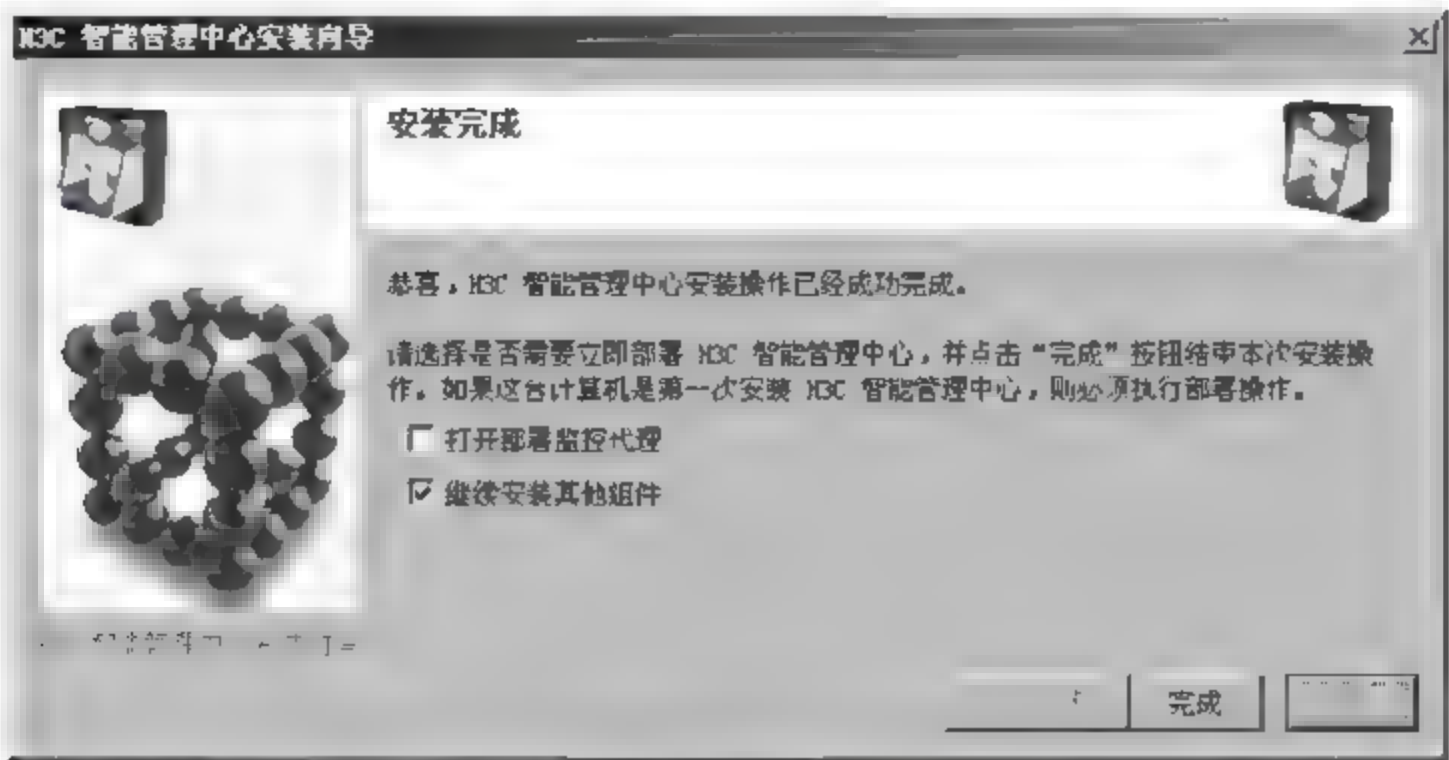 H3C 智能管理中心安装向导
安装完成
恭喜，H3C 智能管理中心安装操作已经成功完成。
请选择是否需要立即部署 H3C 智能管理中心，并点击“完成”按钮结束本次安装操
作。如果这台计算机是第一次安装 H3C 智能管理中心，则必须执行部署操作。
打开部署监控代理
继续安装其他组件
完成